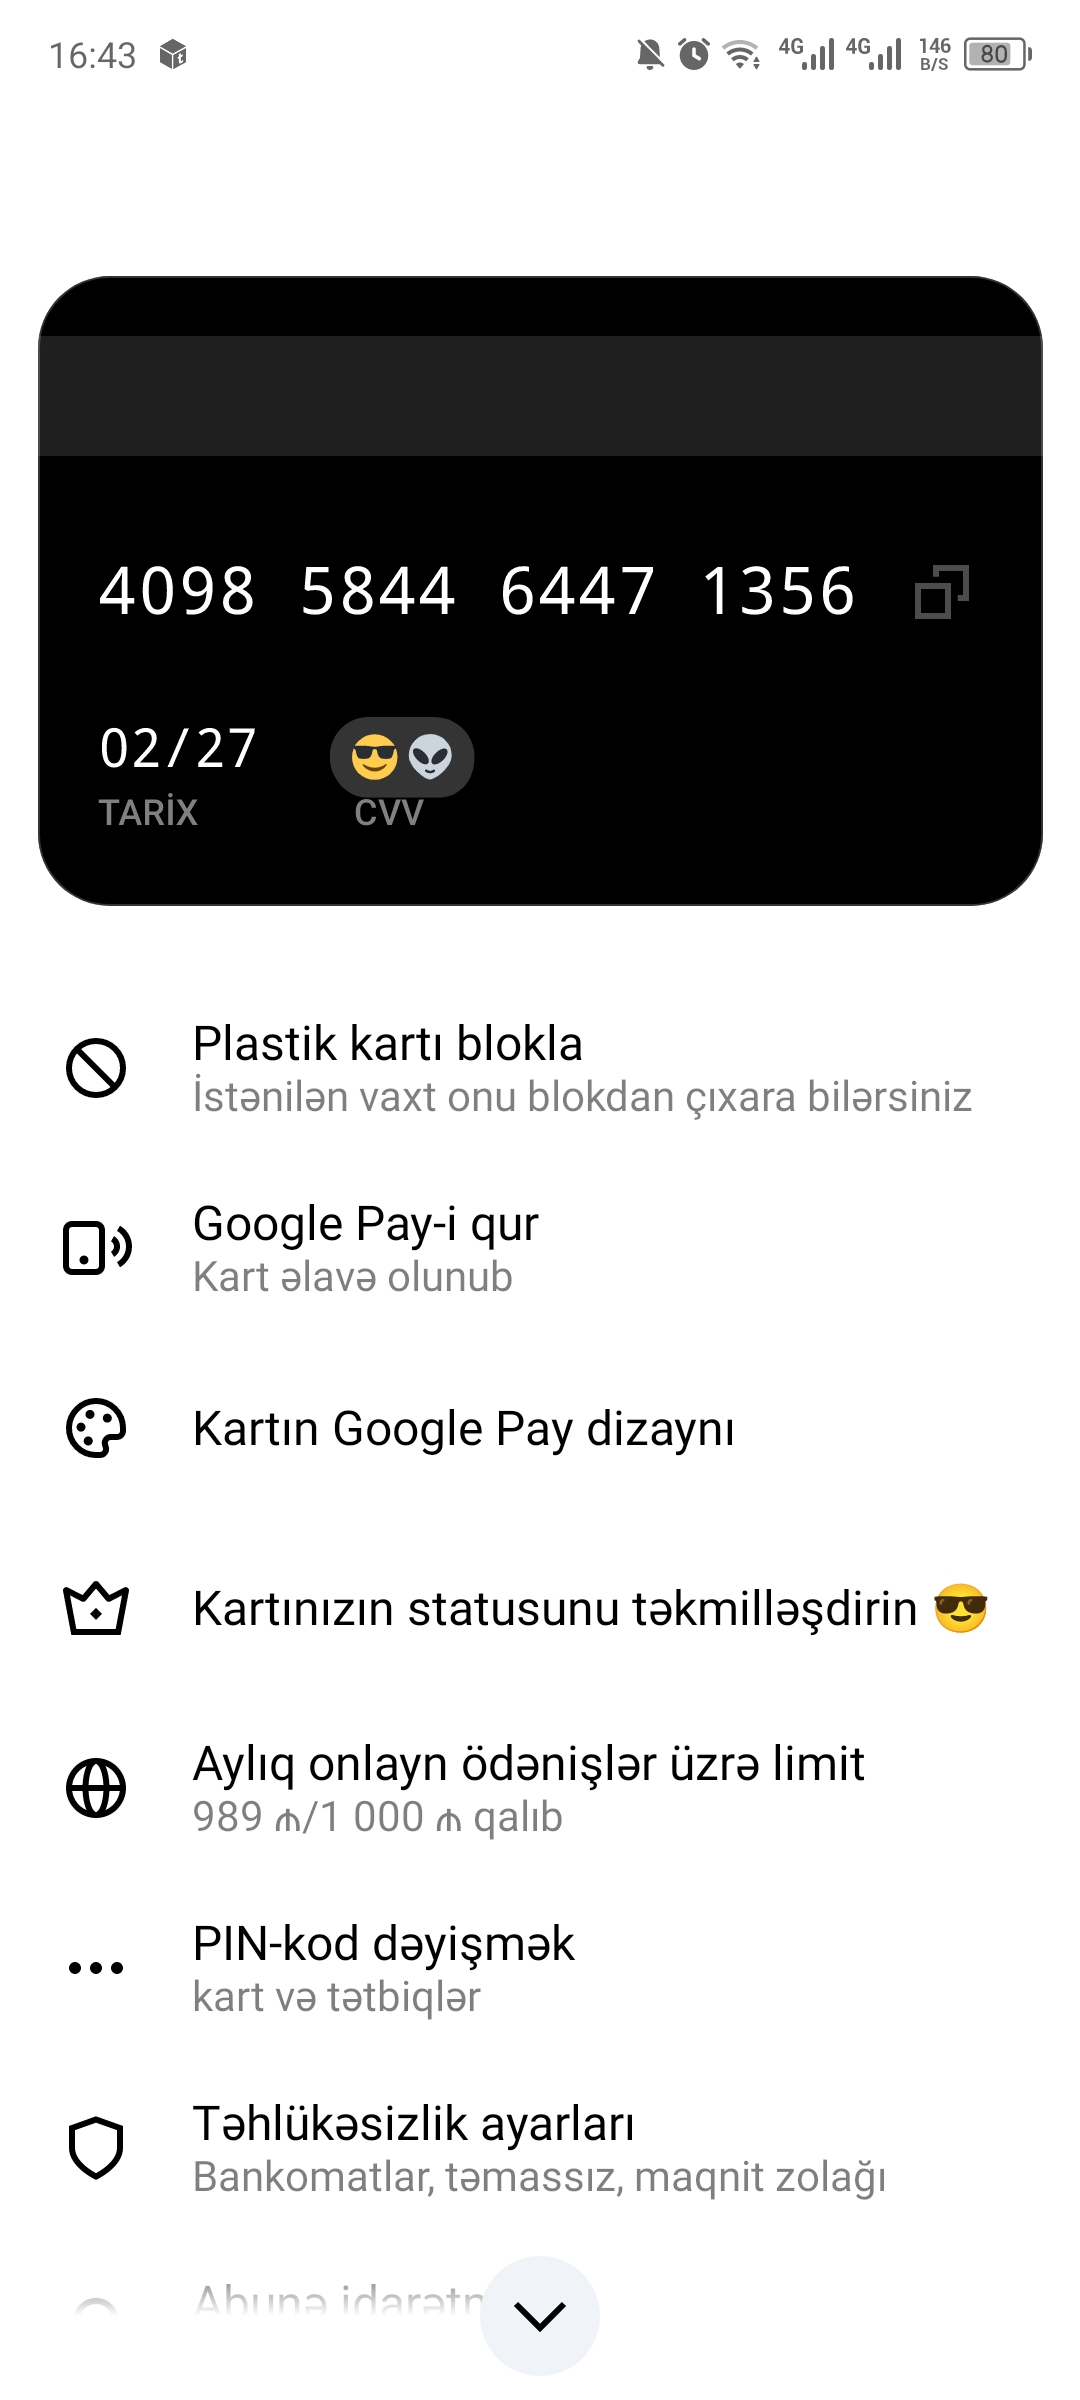 16:43
4G 4G 146 B/S 80
4098 5844 6447 1356
02/27
TARİX CVV
Plastik kartı blokla
İstənilən vaxt onu blokdan çıxara bilərsiniz
Google Pay-i qur
Kart əlavə olunub
Kartın Google Pay dizaynı
Kartınızın statusunu təkmilləşdirin 😎
Aylıq onlayn ödənişlər üzrə limit
989 ₼/1 000 ₼ qalıb
PIN-kod dəyişmək
kart və tətbiqlər
Təhlükəsizlik ayarları
Bankomatlar, təmassız, maqnit zolağı
Abunə